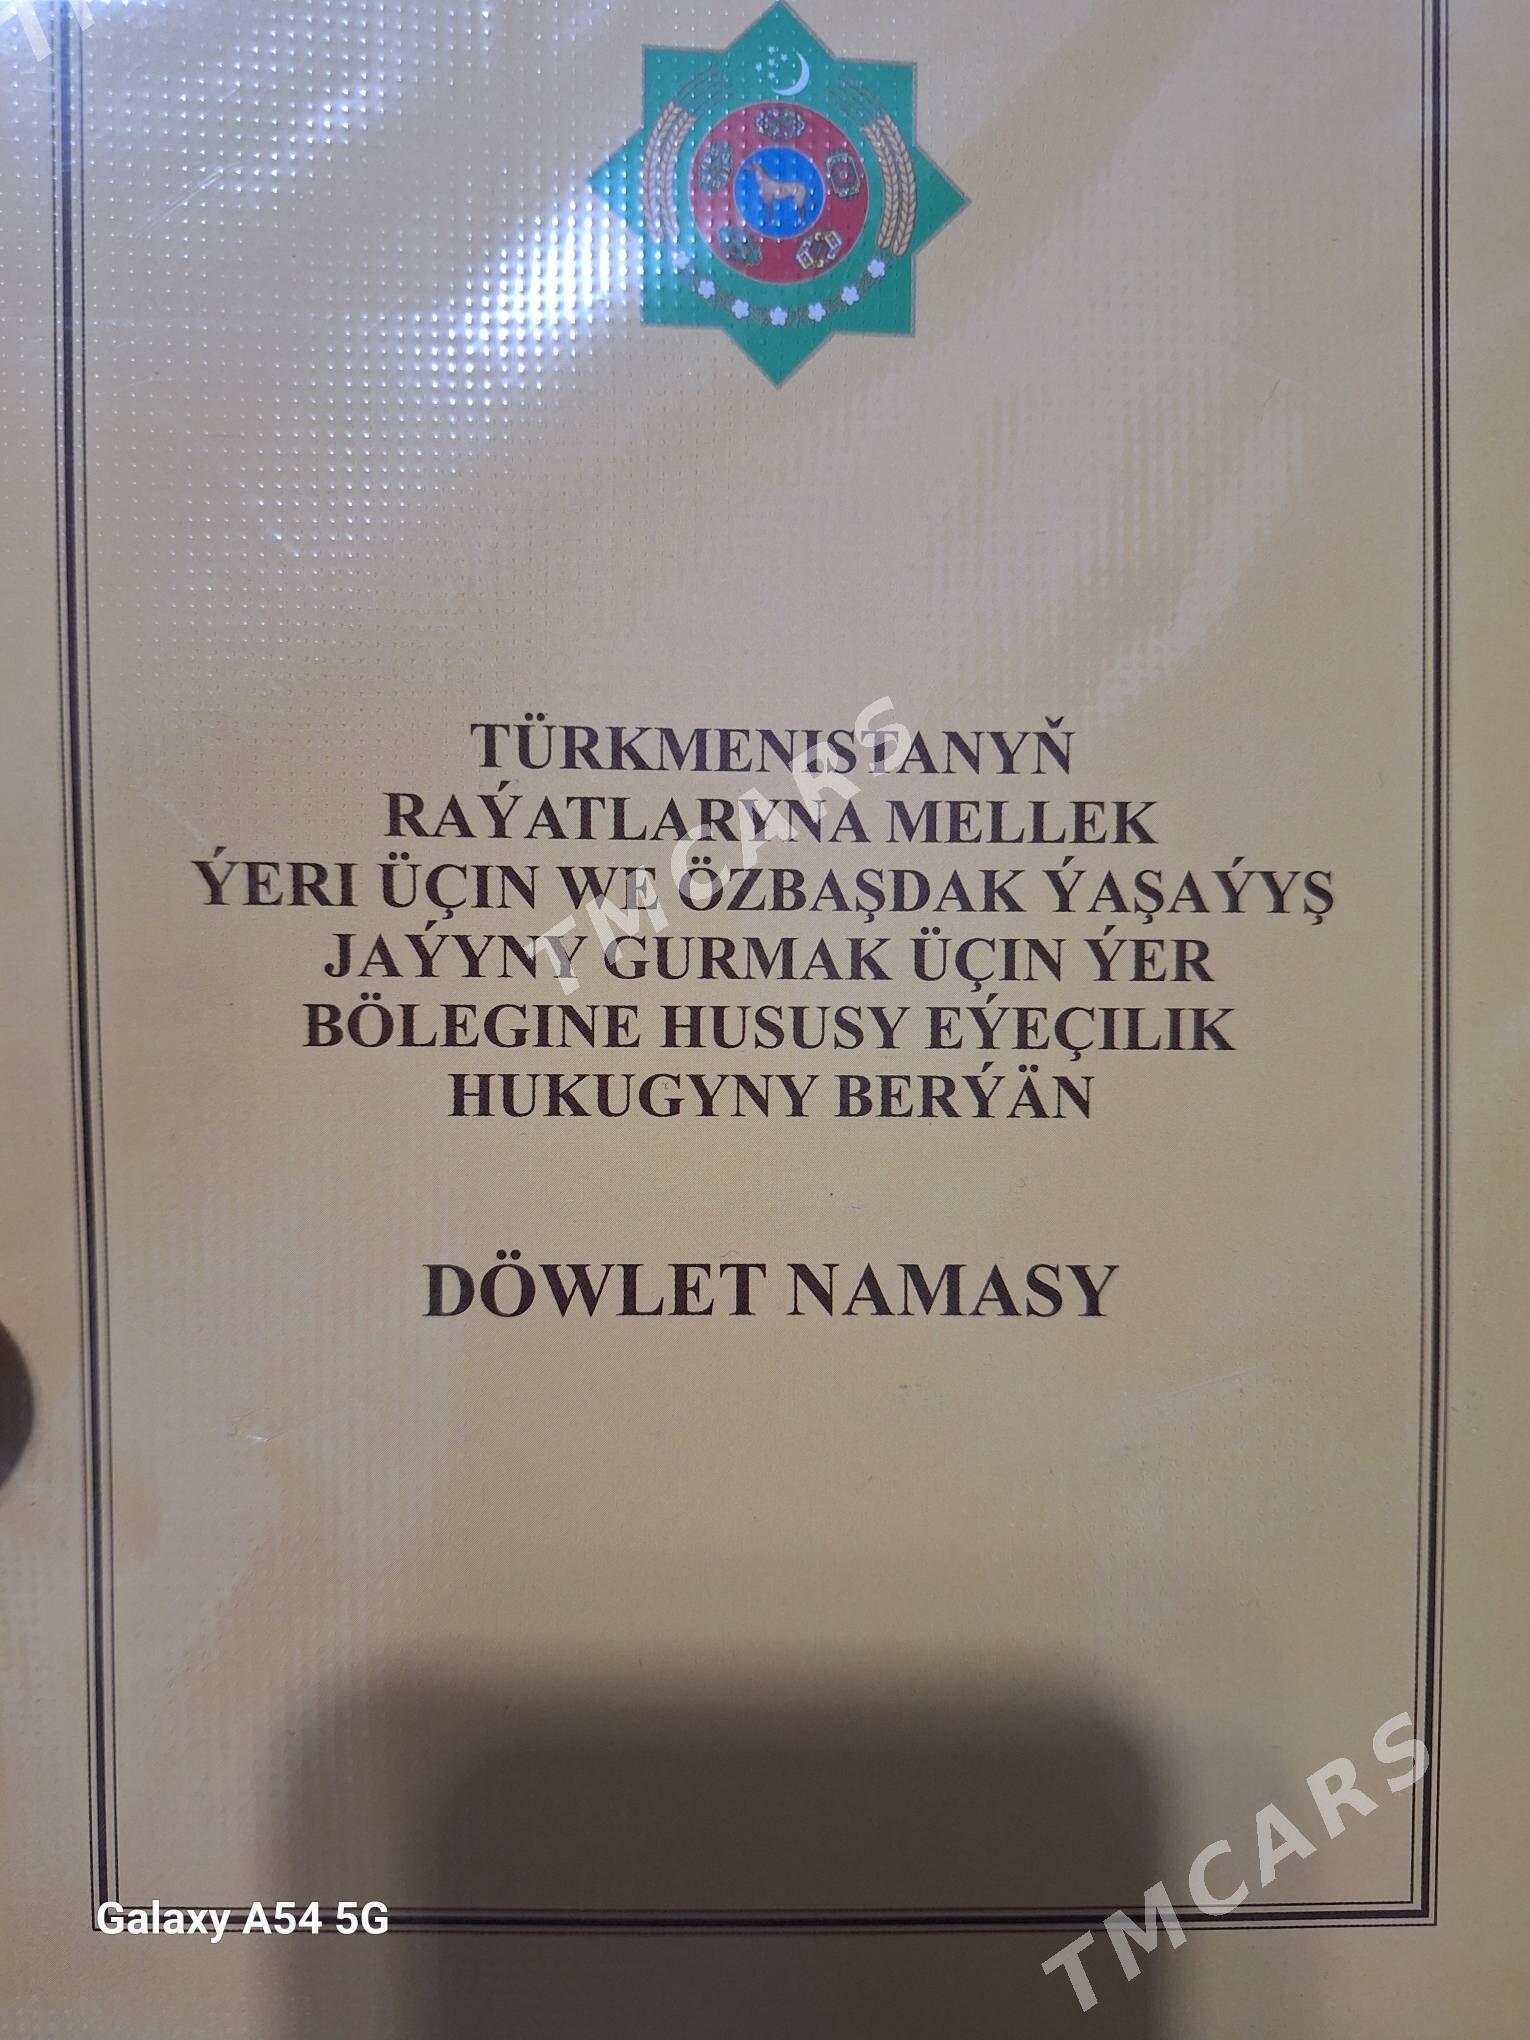 TÜRKMENISTANYŇ
RAÝATLARYNA MELLEK
ÝERI ÜÇIN WE ÖZBAŞDAK ÝAŞAÝYŞ
JAÝYNY GURMAK ÜÇIN ÝER
BÖLEGINE HUSUSY EÝEÇILIK
HUKUGYNY BERÝÄN
DÖWLET NAMASY
TMCARS
Galaxy A54 5G
TMCARS